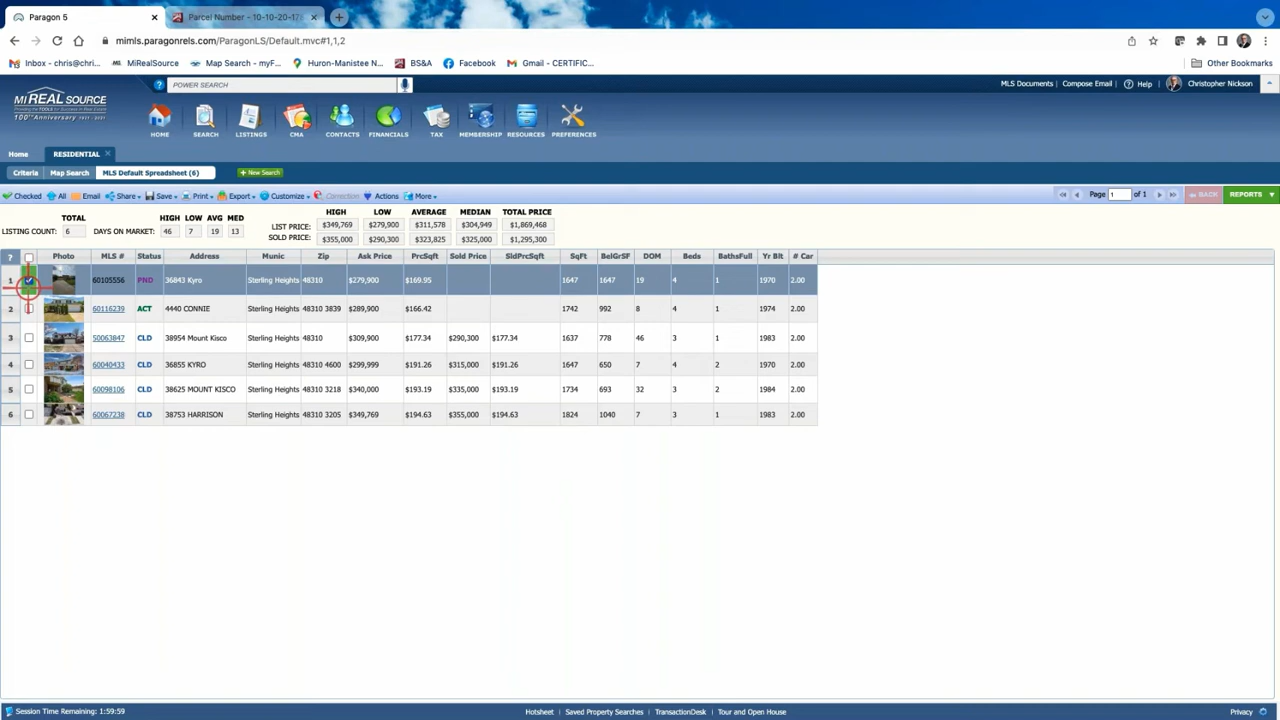 Paragon 5
Parcel Number - 10-10-20-178
mimls.paragonrels.com/ParagonLS/Default.mvc#1,1,2
Inbox - chris@chri... MiRealSource Map Search - myF... Huron-Manistee N... BS&A Facebook Gmail - CERTIFIC... Other Bookmarks
POWER SEARCH
MLS Documents Compose Email Help Christopher Nickson
MiREAL SOURCE
100th Anniversary
HOME SEARCH LISTINGS CMA CONTACTS FINANCIALS TAX MEMBERSHIP RESOURCES PREFERENCES
Home RESIDENTIAL
Criteria Map Search MLS Default Spreadsheet (6) + New Search
Checked All Email Share Save Print Export Customize Correction Actions More Page 1 of 1 BACK REPORTS
TOTAL HIGH LOW AVG MED HIGH LOW AVERAGE MEDIAN TOTAL PRICE
LISTING COUNT: 6 DAYS ON MARKET: 46 7 19 13 LIST PRICE: $349,769 $279,900 $311,578 $304,949 $1,869,468
SOLD PRICE: $355,000 $290,300 $323,825 $325,000 $1,295,300
? Photo MLS # Status Address Munic Zip Ask Price PrcSqft Sold Price SldPrcSqft SqFt BelGrSF DOM Beds BathsFull Yr Blt # Car
60105556 PND 36843 Kyro Sterling Heights 48310 $279,900 $169.95 1647 1647 19 4 1 1970 2.00
2 60116239 ACT 4440 CONNIE Sterling Heights 48310 3839 $289,900 $166.42 1742 992 8 4 1 1974 2.00
3 50063847 CLD 38954 Mount Kisco Sterling Heights 48310 $309,900 $177.34 $290,300 $177.34 1637 778 46 3 1 1983 2.00
4 60040433 CLD 36855 KYRO Sterling Heights 48310 4600 $299,999 $191.26 $315,000 $191.26 1647 650 7 4 2 1970 2.00
5 60098106 CLD 38625 MOUNT KISCO Sterling Heights 48310 3218 $340,000 $193.19 $335,000 $193.19 1734 693 32 3 2 1984 2.00
6 60067238 CLD 38753 HARRISON Sterling Heights 48310 3205 $349,769 $194.63 $355,000 $194.63 1824 1040 7 3 1 1983 2.00
Session Time Remaining: 1:59:59 Hotsheet Saved Property Searches TransactionDesk Tour and Open House Privacy